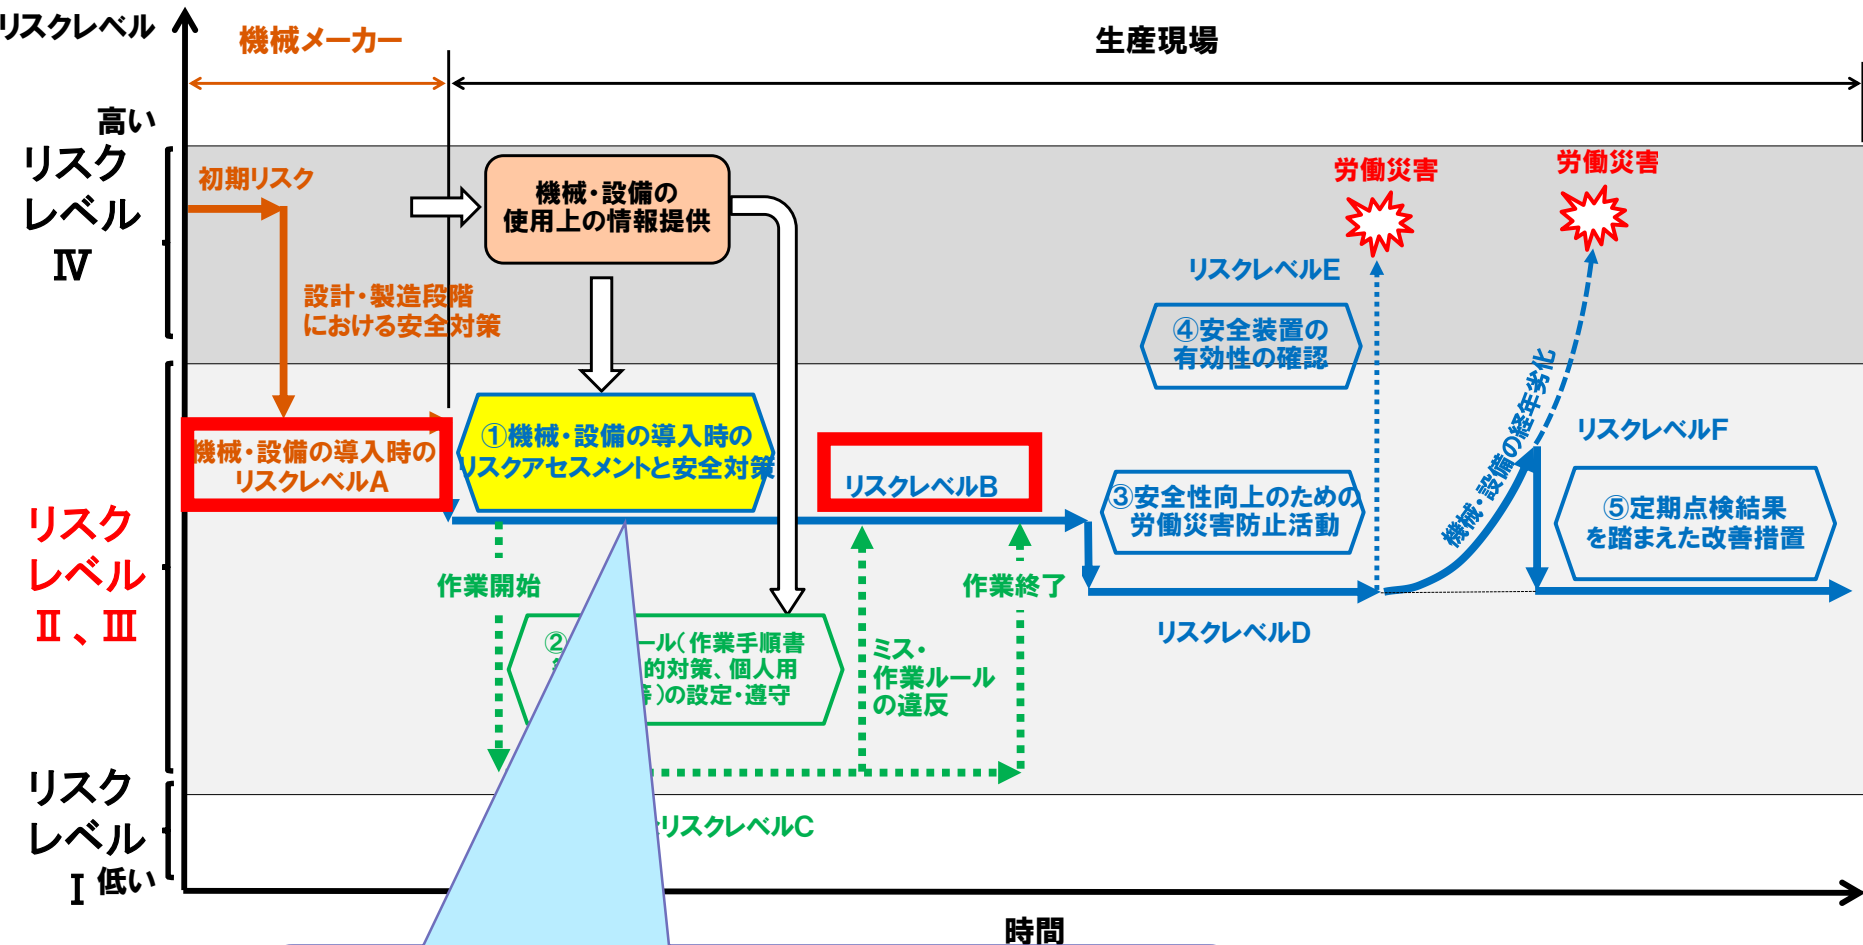 リスクレベル
機械メーカー
生産現場
高い
リスク
レベル
Ⅳ
初期リスク
機械・設備の
使用上の情報提供
労働災害
労働災害
リスクレベルE
設計・製造段階
における安全対策
④安全装置の
有効性の確認
機械・設備の経年劣化
機械・設備の導入時の
リスクレベルA
①機械・設備の導入時の
リスクアセスメントと安全対策
リスクレベルB
③安全性向上のための
労働災害防止活動
リスクレベルF
⑤定期点検結果
を踏まえた改善措置
リスク
レベル
Ⅱ、Ⅲ
作業開始
作業終了
リスクレベルD
②
ール(作業手順書
的対策、個人用
等)の設定・遵守
ミス・
作業ルール
の違反
リスク
レベル
Ⅰ
低い
リスクレベルC
時間